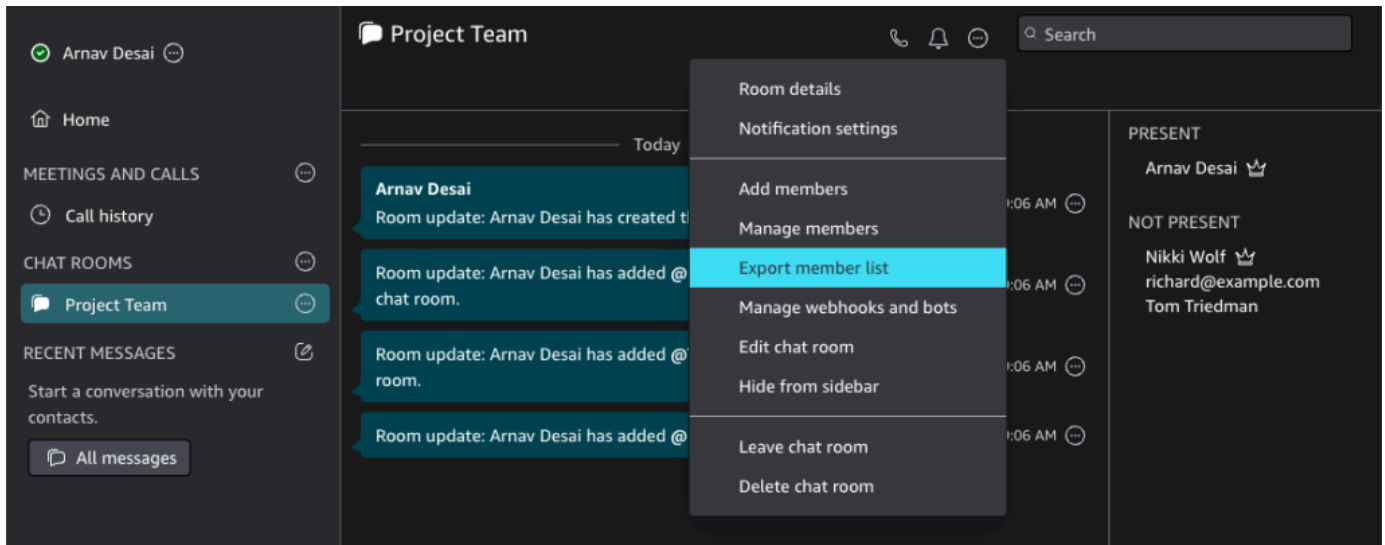 Arnav Desai
Home
MEETINGS AND CALLS
Call history
CHAT ROOMS
Project Team
RECENT MESSAGES
Start a conversation with your
contacts.
All messages
Project Team
Search
Today
Arnav Desai
Room update: Arnav Desai has created
:06 AM
Room update: Arnav Desai has added @
chat room.
:06 AM
Room update: Arnav Desai has added @
room.
:06 AM
Room update: Arnav Desai has added @
:06 AM
Room details
Notification settings
Add members
Manage members
Export member list
Manage webhooks and bots
Edit chat room
Hide from sidebar
Leave chat room
Delete chat room
PRESENT
Arnav Desai
NOT PRESENT
Nikki Wolf
richard@example.com
Tom Triedman